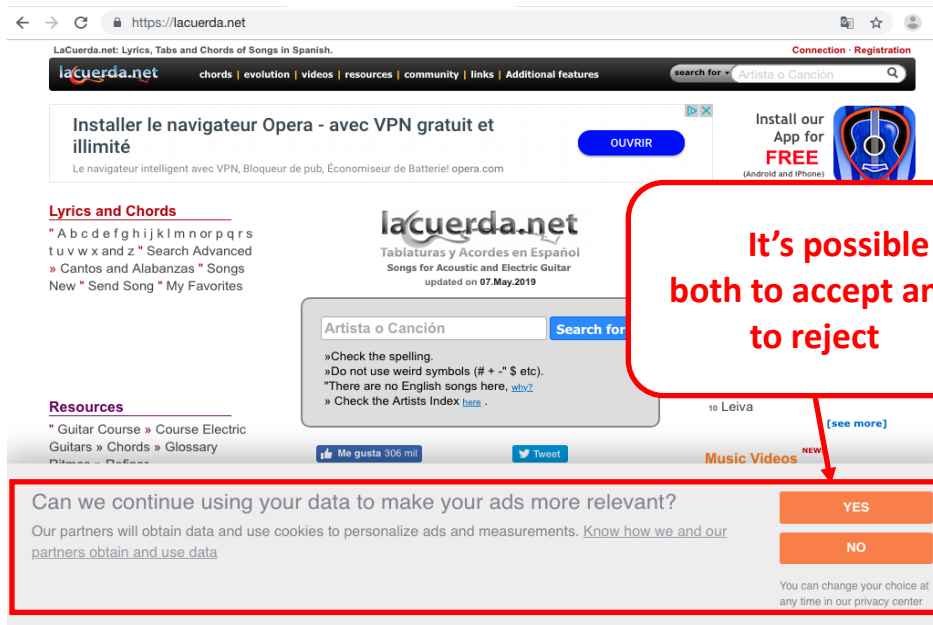 https://lacuerda.net
LaCuerda.net: Lyrics, Tabs and Chords of Songs in Spanish.
Connection · Registration
lacuerda.net
chords | evolution | videos | resources | community | links | Additional features
search for
Artista o Canción
Installer le navigateur Opera - avec VPN gratuit et
illimité
Le navigateur intelligent avec VPN, Bloqueur de pub, Économiseur de Batterie! opera.com
OUVRIR
Install our
App for
FREE
(Android and iPhone)
Lyrics and Chords
" A b c d e f g h i j k l m n or p q r s
t u v w x and z " Search Advanced
» Cantos and Alabanzas " Songs
New " Send Song " My Favorites
lacuerda.net
Tablaturas y Acordes en Español
Songs for Acoustic and Electric Guitar
updated on 07.May.2019
Artista o Canción
Search for
»Check the spelling.
»Do not use weird symbols (# + -" $ etc).
"There are no English songs here, why?
» Check the Artists Index here .
It's possible
both to accept an
to reject
Resources
" Guitar Course » Course Electric
Guitars » Chords » Glossary
Me gusta 306 mil
Tweet
10 Leiva
[see more]
Music Videos NEW
Can we continue using your data to make your ads more relevant?
Our partners will obtain data and use cookies to personalize ads and measurements. Know how we and our
partners obtain and use data
YES
NO
You can change your choice at
any time in our privacy center